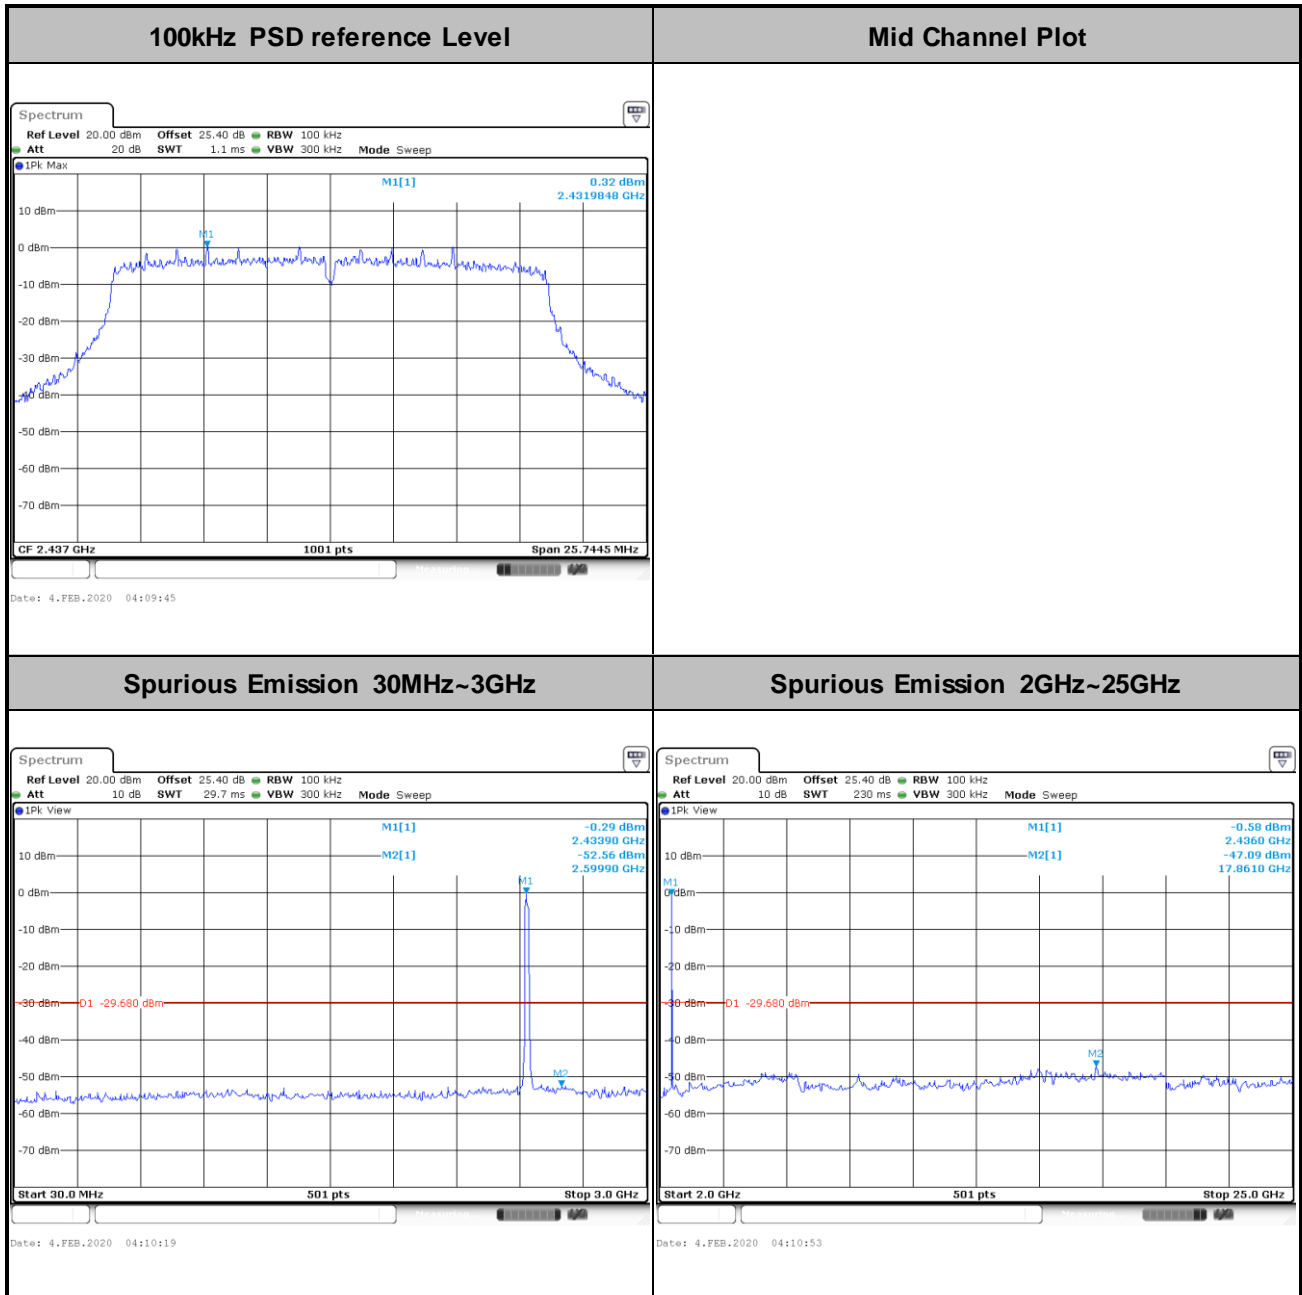 100kHz PSD reference Level
Mid Channel Plot
Spectrum
Ref Level 20.00 dBm Offset 25.40 dB RBW 100 kHz
Att 20 dB SWT 1.1 ms VBW 300 kHz Mode Sweep
1Pk Max
M1[1] 0.32 dBm
2.4319848 GHz
10 dBm
M1
0 dBm
-10 dBm
-20 dBm
-30 dBm
-40 dBm
-50 dBm
-60 dBm
-70 dBm
CF 2.437 GHz 1001 pts Span 25.7445 MHz
Date: 4.FEB.2020 04:09:45
Spurious Emission 30MHz~3GHz
Spurious Emission 2GHz~25GHz
Spectrum
Ref Level 20.00 dBm Offset 25.40 dB RBW 100 kHz
Att 10 dB SWT 29.7 ms VBW 300 kHz Mode Sweep
1Pk View
M1[1] -0.29 dBm
2.43390 GHz
10 dBm M2[1] -52.56 dBm
2.59990 GHz
M1
0 dBm
-10 dBm
-20 dBm
-30 dBm D1 -29.680 dBm
-40 dBm
-50 dBm
M2
-60 dBm
-70 dBm
Start 30.0 MHz 501 pts Stop 3.0 GHz
Date: 4.FEB.2020 04:10:19
Spectrum
Ref Level 20.00 dBm Offset 25.40 dB RBW 100 kHz
Att 10 dB SWT 230 ms VBW 300 kHz Mode Sweep
1Pk View
M1[1] -0.58 dBm
2.4360 GHz
10 dBm M2[1] -47.09 dBm
17.8610 GHz
M1
0 dBm
-10 dBm
-20 dBm
-30 dBm D1 -29.680 dBm
-40 dBm
M2
-50 dBm
-60 dBm
-70 dBm
Start 2.0 GHz 501 pts Stop 25.0 GHz
Date: 4.FEB.2020 04:10:53